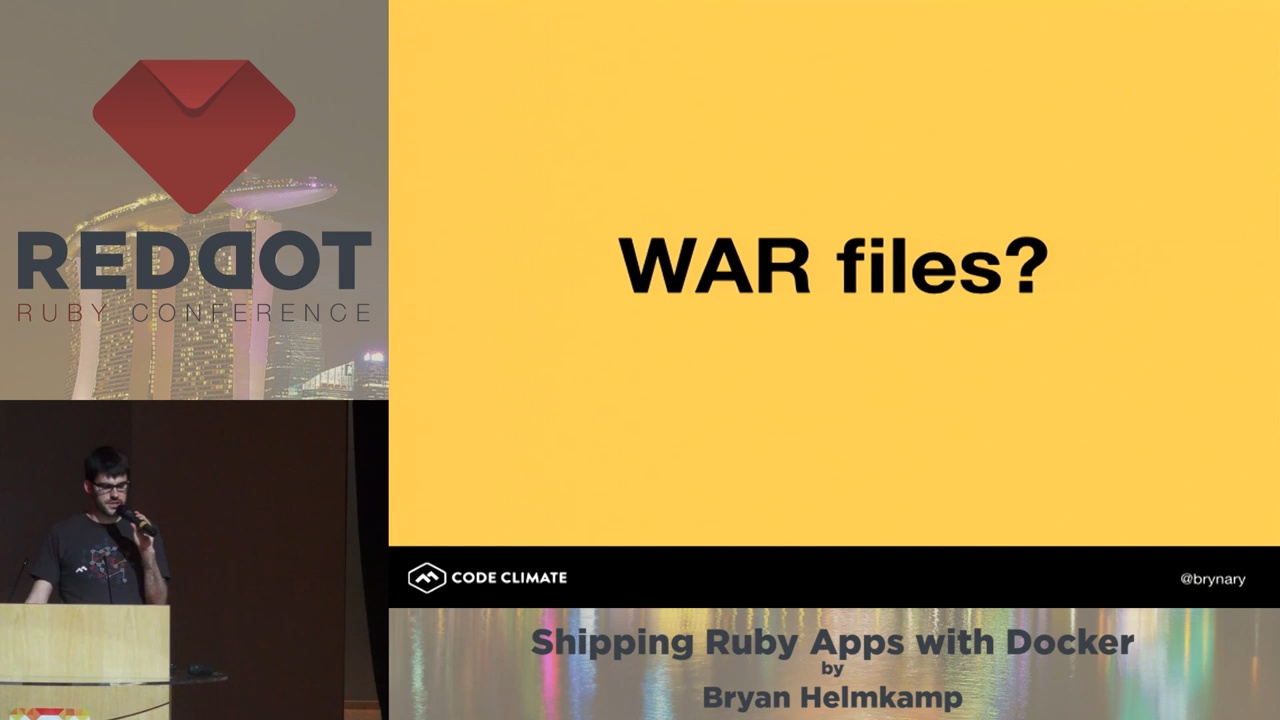 REDDOT
RUBY CONFERENCE
WAR files?
CODE CLIMATE
@brynary
Shipping Ruby Apps with Docker
by
Bryan Helmkamp